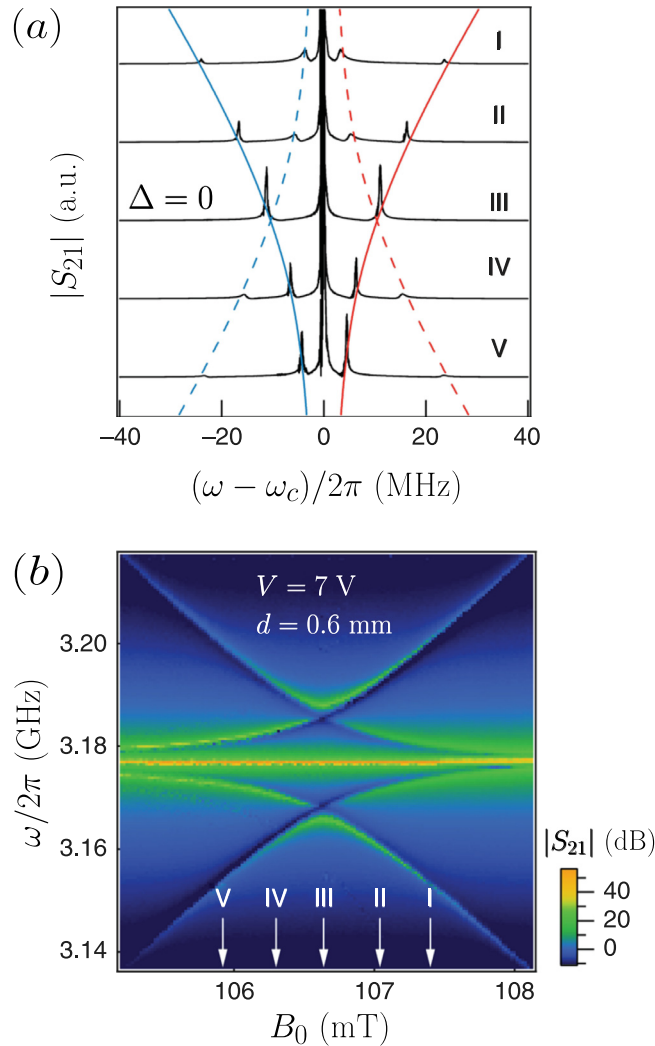 (a)
I
II
Δ = 0
III
IV
V
|S₂₁| (a.u.)
−40 −20 0 20 40
(ω − ω_c)/2π (MHz)
(b)
V = 7 V
d = 0.6 mm
3.20
3.18
3.16
3.14
ω/2π (GHz)
V IV III II I
106 107 108
B₀ (mT)
|S₂₁| (dB)
40
20
0